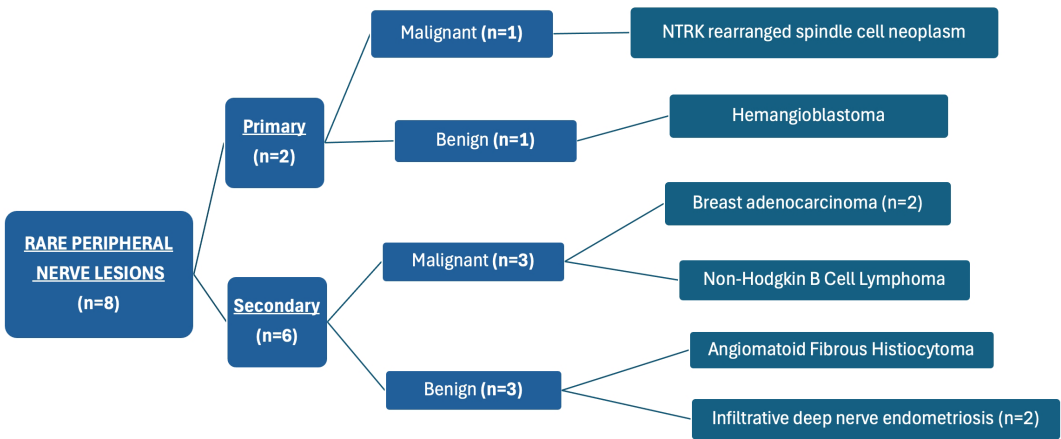 RARE PERIPHERAL
NERVE LESIONS
(n=8)
Primary
(n=2)
Malignant (n=1)
NTRK rearranged spindle cell neoplasm
Benign (n=1)
Hemangioblastoma
Secondary
(n=6)
Malignant (n=3)
Breast adenocarcinoma (n=2)
Non-Hodgkin B Cell Lymphoma
Benign (n=3)
Angiomatoid Fibrous Histiocytoma
Infiltrative deep nerve endometriosis (n=2)